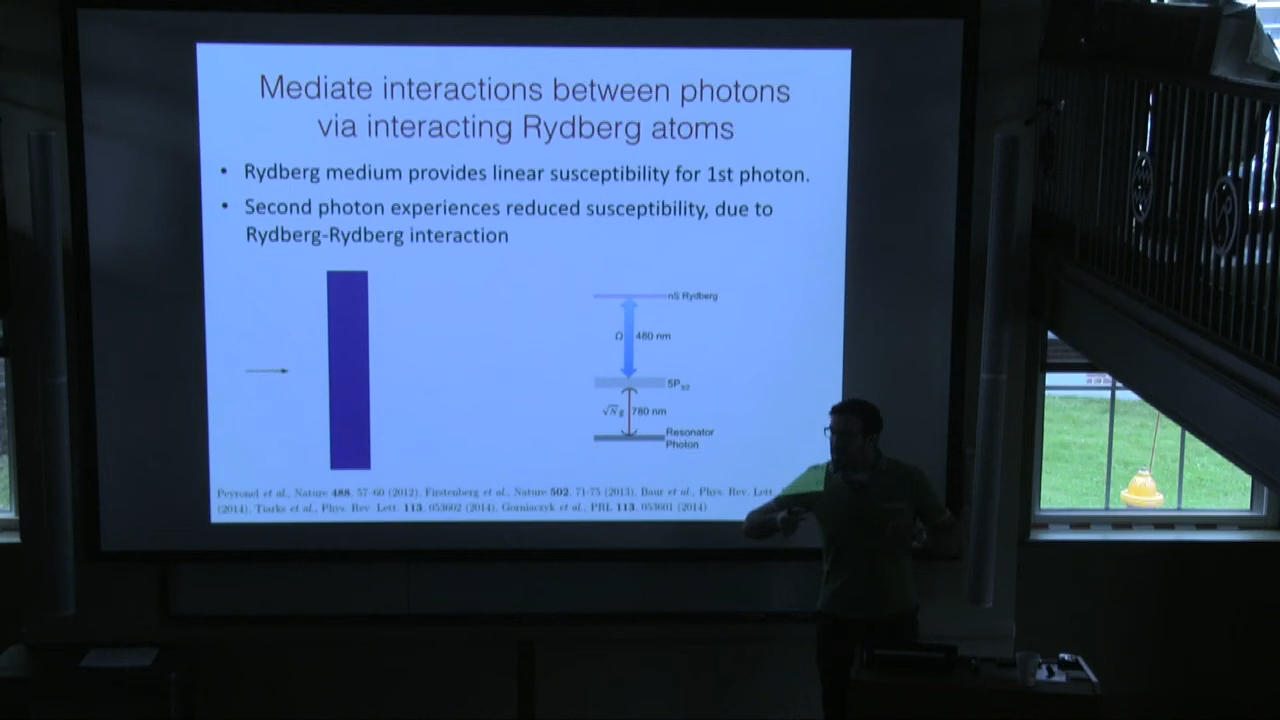 Mediate interactions between photons
via interacting Rydberg atoms
• Rydberg medium provides linear susceptibility for 1st photon.
• Second photon experiences reduced susceptibility, due to
Rydberg-Rydberg interaction
nS Rydberg
Ω 480 nm
5P3/2
√N g 780 nm
Resonator
Photon
Peyronel et al., Nature 488, 57-60 (2012), Firstenberg et al., Nature 502, 71-75 (2013), Baur et al., Phys. Rev. Lett
(2014), Tiarks et al., Phys. Rev. Lett. 113, 053602 (2014), Gorniaczyk et al., PRL 113, 053601 (2014)